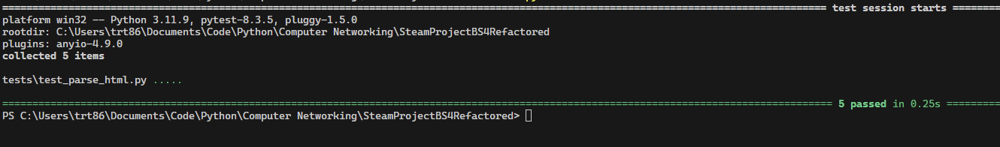 ============================= test session starts =============================
platform win32 -- Python 3.11.9, pytest-8.3.5, pluggy-1.5.0
rootdir: C:\Users\trt86\Documents\Code\Python\Computer Networking\SteamProjectBS4Refactored
plugins: anyio-4.9.0
collected 5 items
tests\test_parse_html.py .....
============================= 5 passed in 0.25s =============================
PS C:\Users\trt86\Documents\Code\Python\Computer Networking\SteamProjectBS4Refactored>